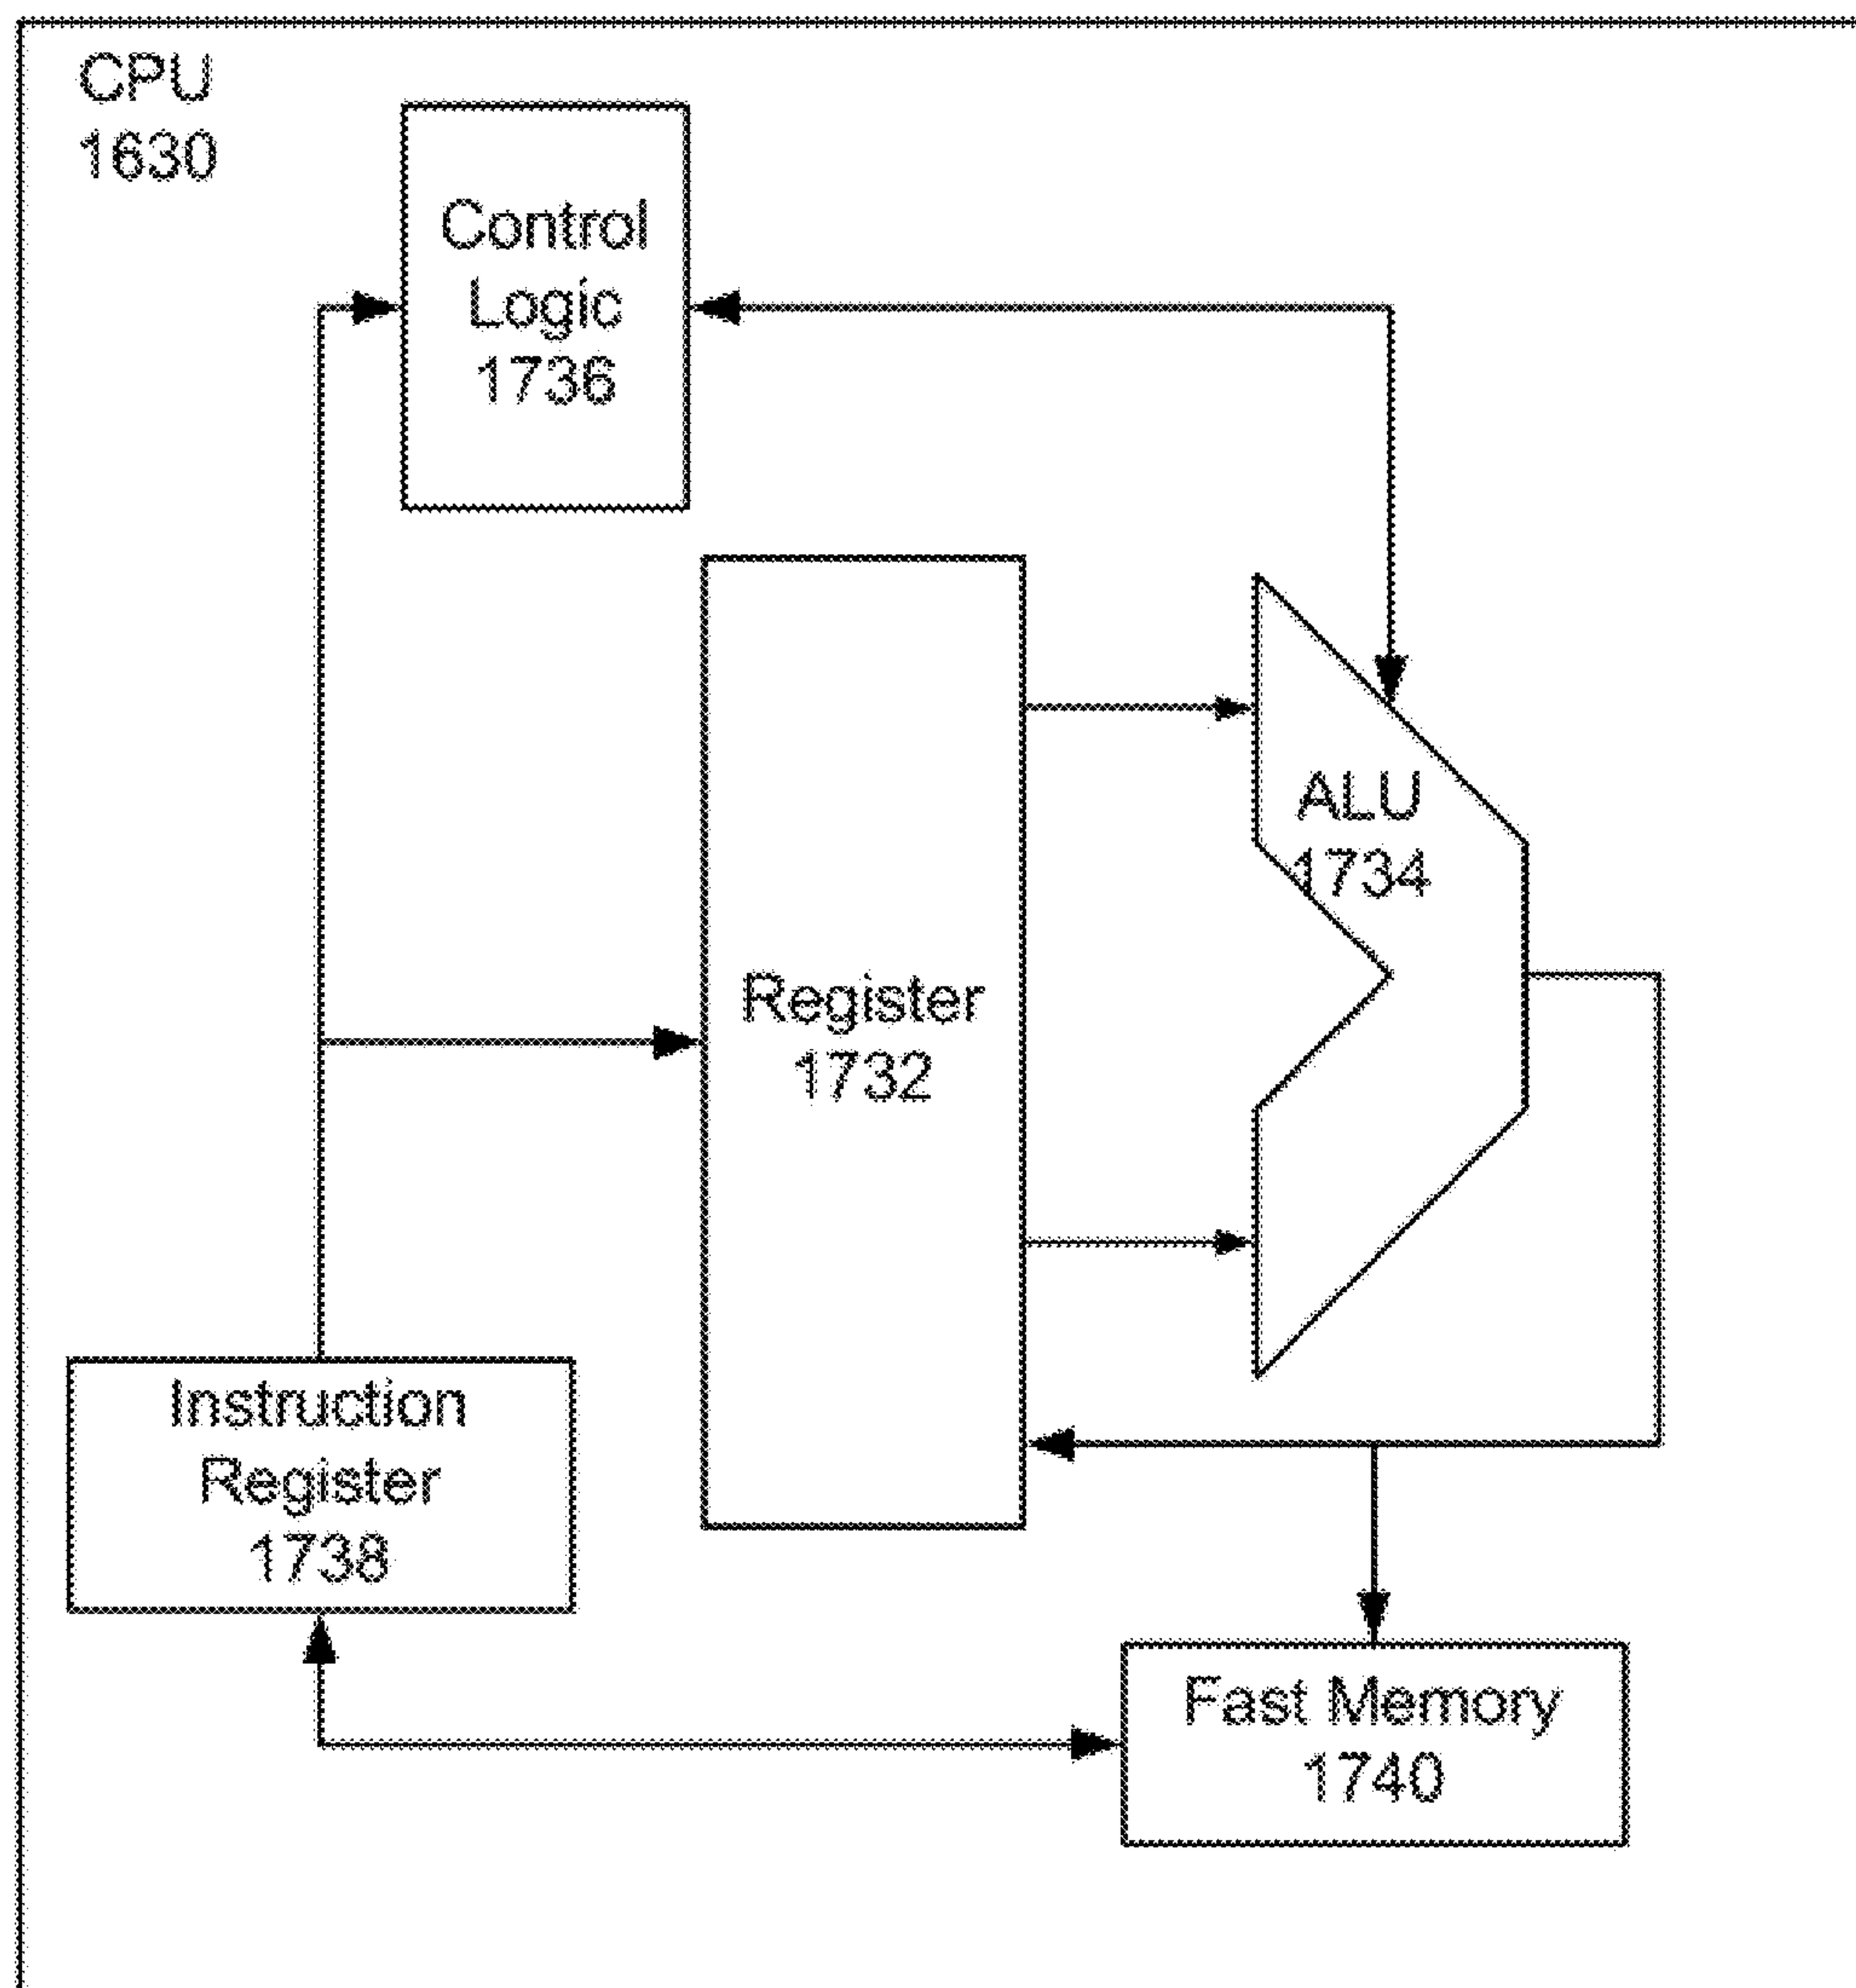 CPU
1630
Control
Logic
1736
ALU
1734
Register
1732
Instruction
Register
1738
Fast Memory
1740